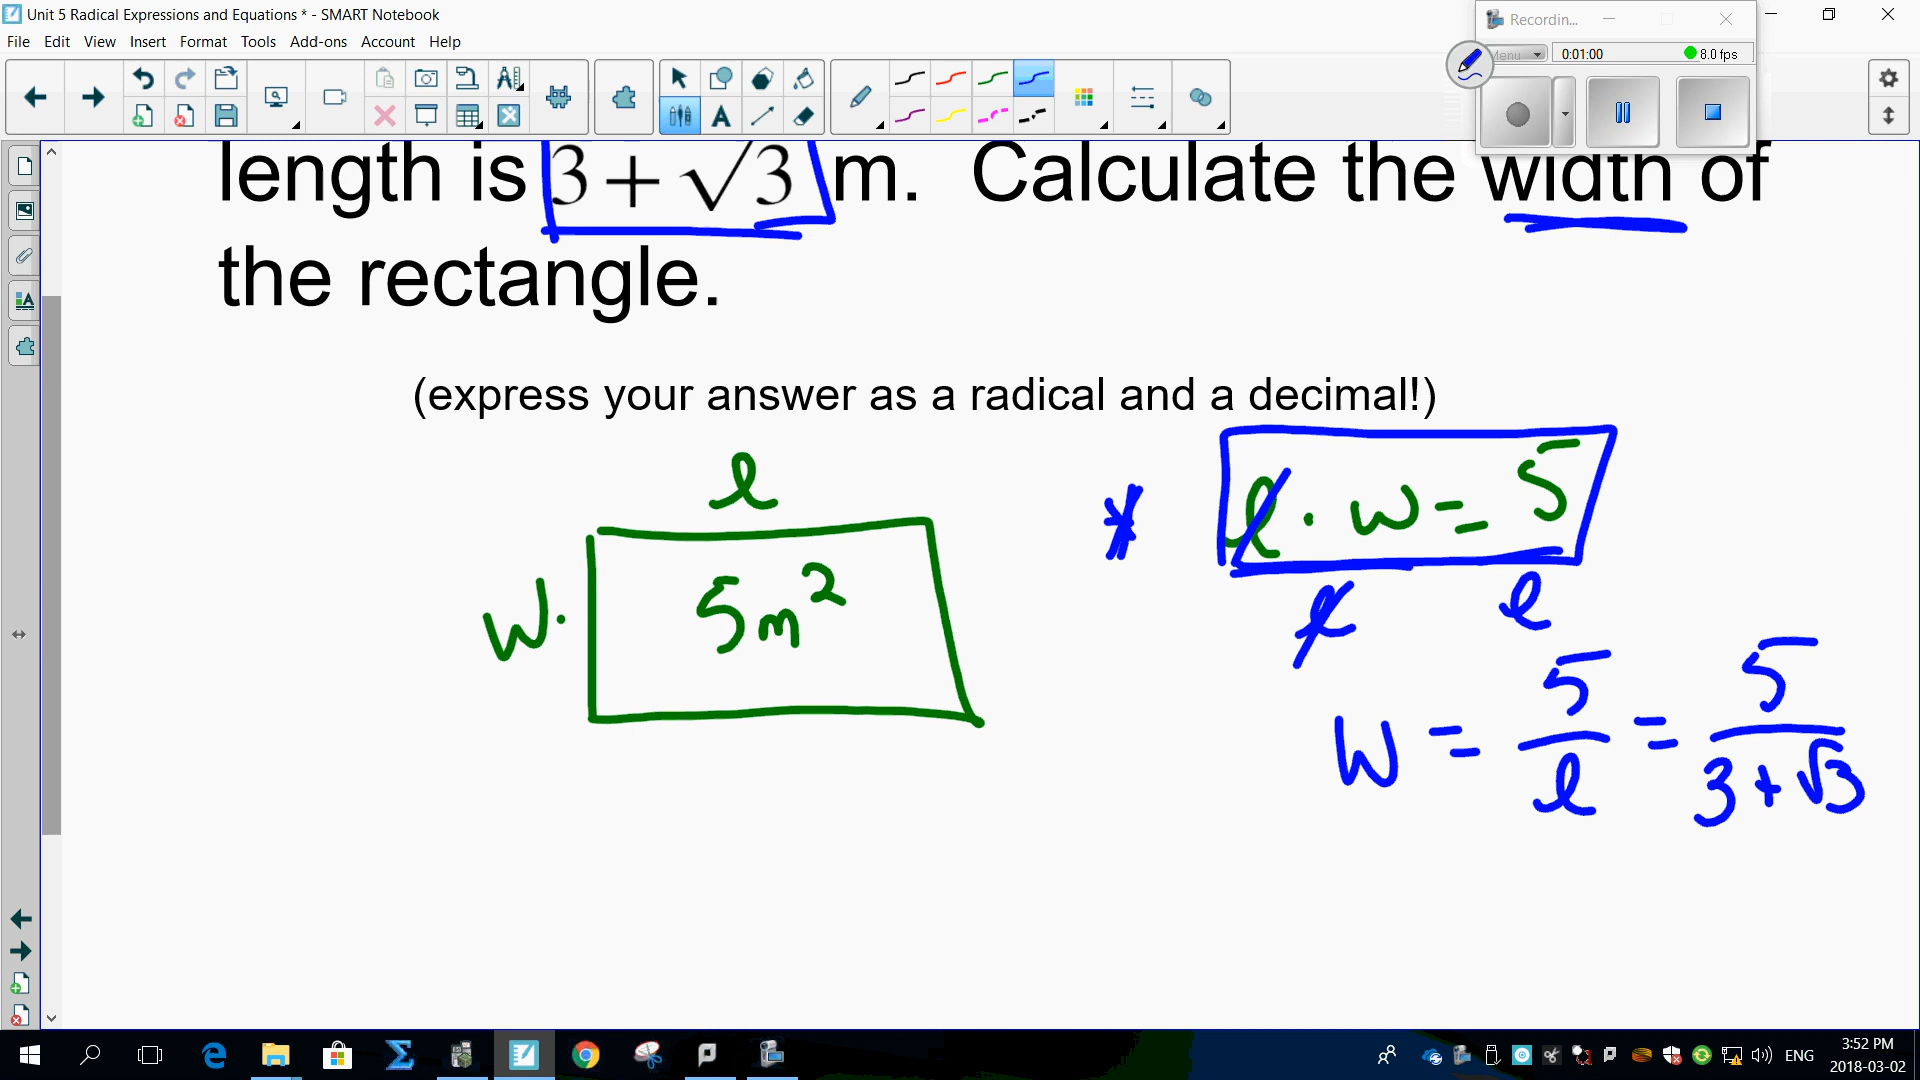 Unit 5 Radical Expressions and Equations * - SMART Notebook
Recordin...
File Edit View Insert Format Tools Add-ons Account Help
Menu 0:01:00 8.0 fps
length is 3 + √3 m. Calculate the width of
the rectangle.
(express your answer as a radical and a decimal!)
l
* l · w = 5
l l
w · 5m²
w = 5/l = 5/(3 + √3)
ENG
3:52 PM
2018-03-02